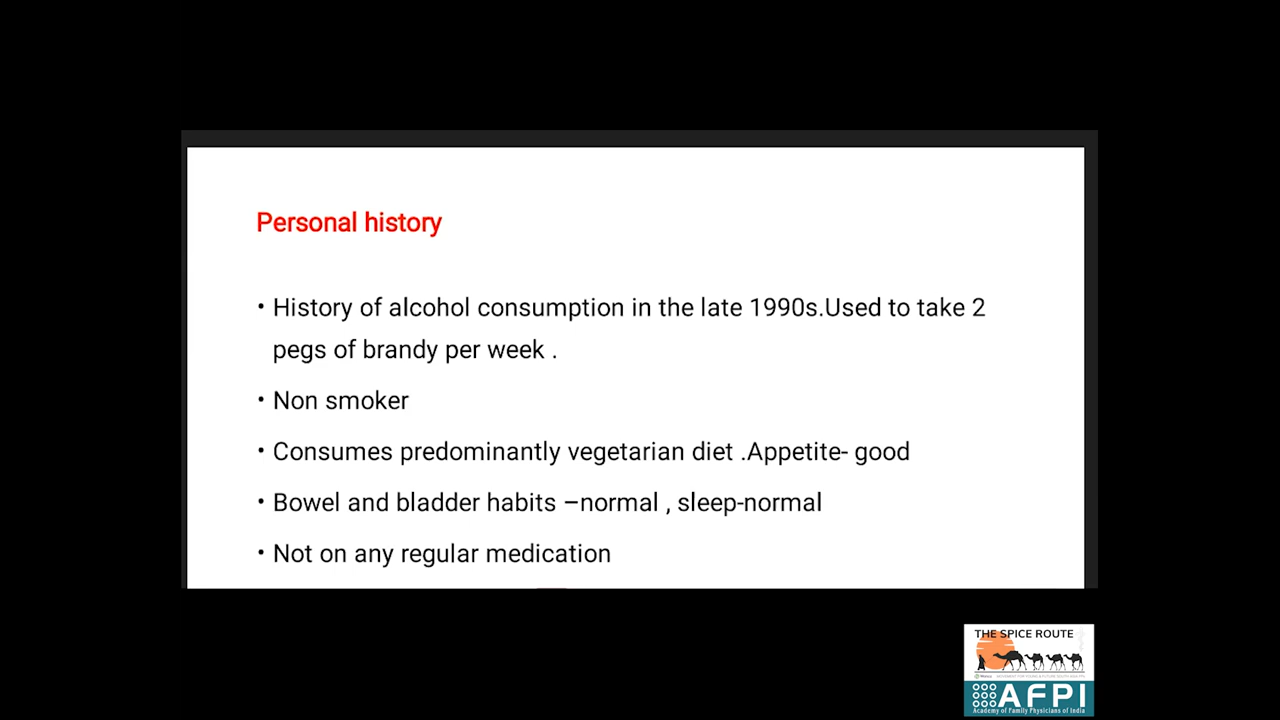 Personal history
• History of alcohol consumption in the late 1990s.Used to take 2
pegs of brandy per week .
• Non smoker
• Consumes predominantly vegetarian diet .Appetite- good
• Bowel and bladder habits –normal , sleep-normal
• Not on any regular medication
THE SPICE ROUTE
AFPI
Academy of Family Physicians of India